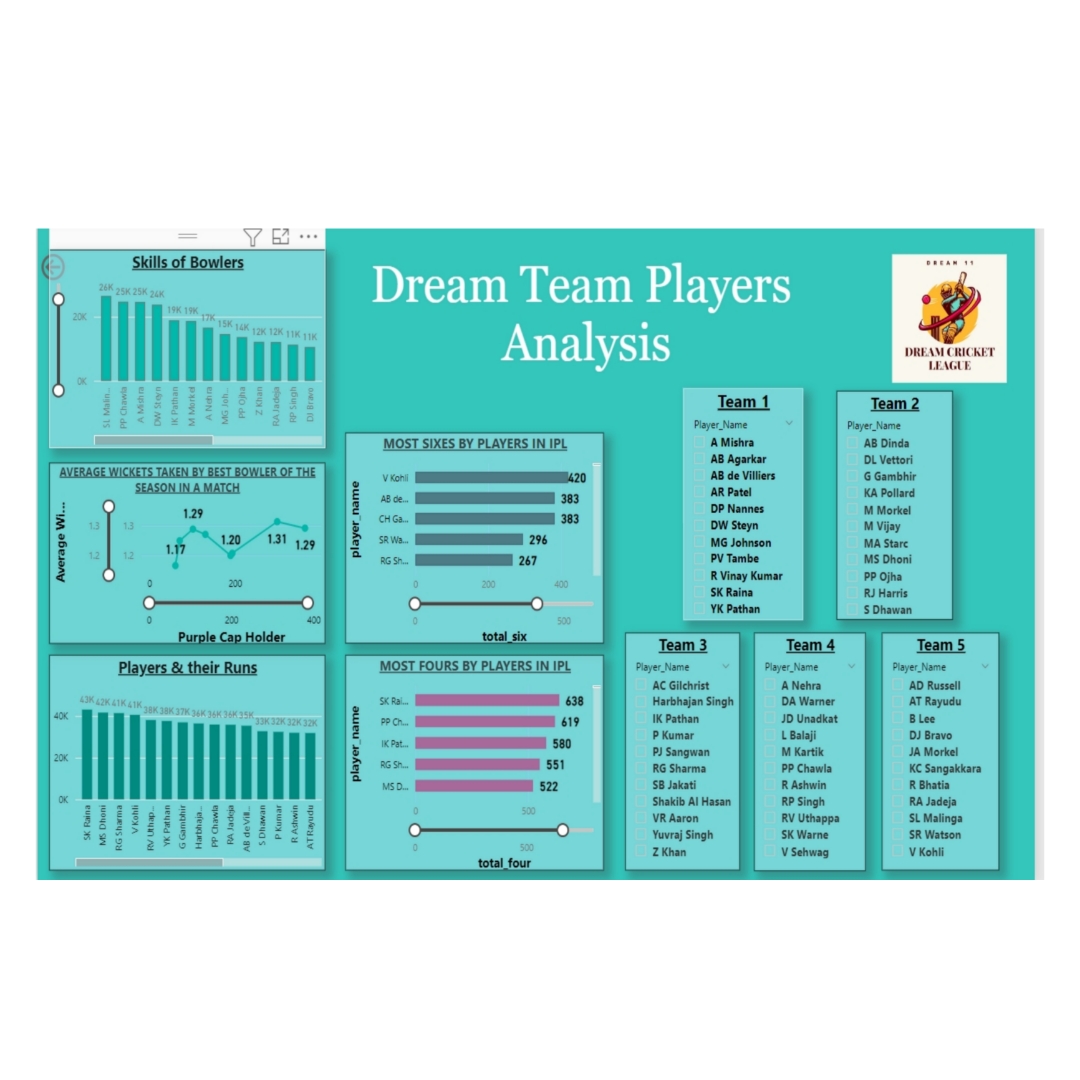 Skills of Bowlers
26K 25K 25K 24K 19K 19K 17K 15K 14K 12K 12K 11K 11K
20K
0K
SL Malin...
PP Chawla
A Mishra
DW Steyn
IK Pathan
M Morkel
A Nehra
MG Joh...
PP Ojha
Z Khan
RA Jadeja
RP Singh
DJ Bravo
Dream Team Players
Analysis
DREAM 11
DREAM CRICKET
LEAGUE
AVERAGE WICKETS TAKEN BY BEST BOWLER OF THE
SEASON IN A MATCH
Average Wi...
1.3
1.2
1.3
1.2
1.17
1.29
1.20
1.31
1.29
0 200
0 200 400
Purple Cap Holder
Players & their Runs
43K 42K 41K 41K 38K 38K 37K 36K 36K 36K 35K 33K 32K 32K 32K
40K
20K
0K
SK Raina
MS Dhoni
RG Sharma
V Kohli
RV Uthap...
YK Pathan
G Gambhir
Harbhaja...
PP Chawla
RA Jadeja
AB de Vill...
S Dhawan
P Kumar
R Ashwin
AT Rayudu
MOST SIXES BY PLAYERS IN IPL
player_name
V Kohli 420
AB de... 383
CH Ga... 383
SR Wa... 296
RG Sh... 267
0 200 400
0 500
total_six
MOST FOURS BY PLAYERS IN IPL
player_name
SK Rai... 638
PP Ch... 619
IK Pat... 580
RG Sh... 551
MS D... 522
0 500
0 500
total_four
Team 1
Player_Name
A Mishra
AB Agarkar
AB de Villiers
AR Patel
DP Nannes
DW Steyn
MG Johnson
PV Tambe
R Vinay Kumar
SK Raina
YK Pathan
Team 2
Player_Name
AB Dinda
DL Vettori
G Gambhir
KA Pollard
M Morkel
M Vijay
MA Starc
MS Dhoni
PP Ojha
RJ Harris
S Dhawan
Team 3
Player_Name
AC Gilchrist
Harbhajan Singh
IK Pathan
P Kumar
PJ Sangwan
RG Sharma
SB Jakati
Shakib Al Hasan
VR Aaron
Yuvraj Singh
Z Khan
Team 4
Player_Name
A Nehra
DA Warner
JD Unadkat
L Balaji
M Kartik
PP Chawla
R Ashwin
RP Singh
RV Uthappa
SK Warne
V Sehwag
Team 5
Player_Name
AD Russell
AT Rayudu
B Lee
DJ Bravo
JA Morkel
KC Sangakkara
R Bhatia
RA Jadeja
SL Malinga
SR Watson
V Kohli